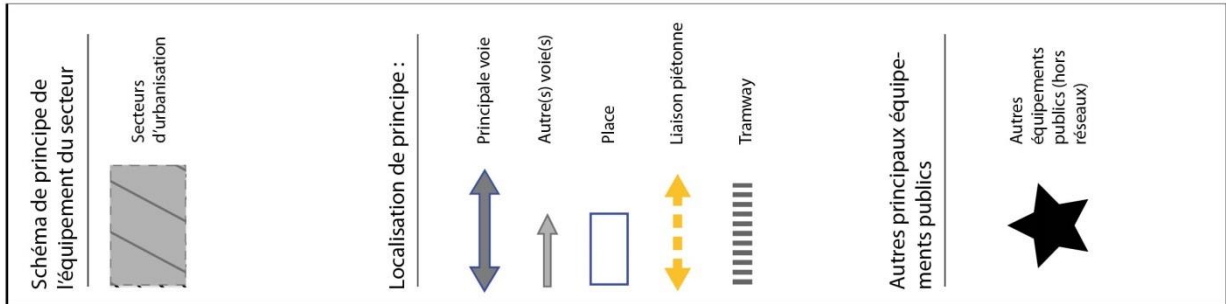 Schéma de principe de
l'équipement du secteur
Secteurs
d'urbanisation
Localisation de principe :
Principale voie
Autre(s) voie(s)
Place
Liaison piétonne
Tramway
Autres principaux équipe-
ments publics
Autres
équipements
publics (hors
réseaux)